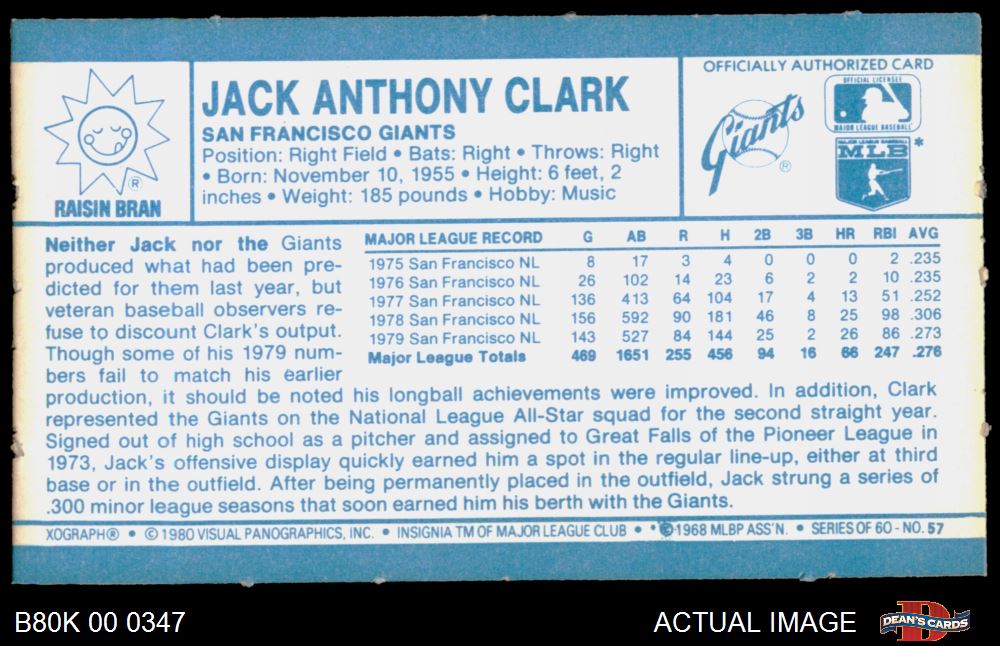 RAISIN BRAN
®
JACK ANTHONY CLARK
SAN FRANCISCO GIANTS
Position: Right Field • Bats: Right • Throws: Right
• Born: November 10, 1955 • Height: 6 feet, 2
inches • Weight: 185 pounds • Hobby: Music
OFFICIALLY AUTHORIZED CARD
Giants
®
OFFICIAL LICENSEE
MAJOR LEAGUE BASEBALL
MAJOR LEAGUE BASEBALL
MLB *
Neither Jack nor the Giants
produced what had been pre-
dicted for them last year, but
veteran baseball observers re-
fuse to discount Clark's output.
Though some of his 1979 num-
bers fail to match his earlier
MAJOR LEAGUE RECORD G AB R H 2B 3B HR RBI AVG
1975 San Francisco NL 8 17 3 4 0 0 0 2 .235
1976 San Francisco NL 26 102 14 23 6 2 2 10 .235
1977 San Francisco NL 136 413 64 104 17 4 13 51 .252
1978 San Francisco NL 156 592 90 181 46 8 25 98 .306
1979 San Francisco NL 143 527 84 144 25 2 26 86 .273
Major League Totals 469 1651 255 456 94 16 66 247 .276
production, it should be noted his longball achievements were improved. In addition, Clark
represented the Giants on the National League All-Star squad for the second straight year.
Signed out of high school as a pitcher and assigned to Great Falls of the Pioneer League in
1973, Jack's offensive display quickly earned him a spot in the regular line-up, either at third
base or in the outfield. After being permanently placed in the outfield, Jack strung a series of
.300 minor league seasons that soon earned him his berth with the Giants.
XOGRAPH® • © 1980 VISUAL PANOGRAPHICS, INC. • INSIGNIA TM OF MAJOR LEAGUE CLUB • *©1968 MLBP ASS'N. • SERIES OF 60 - NO. 57
B80K 00 0347
ACTUAL IMAGE
D
DEAN'S CARDS